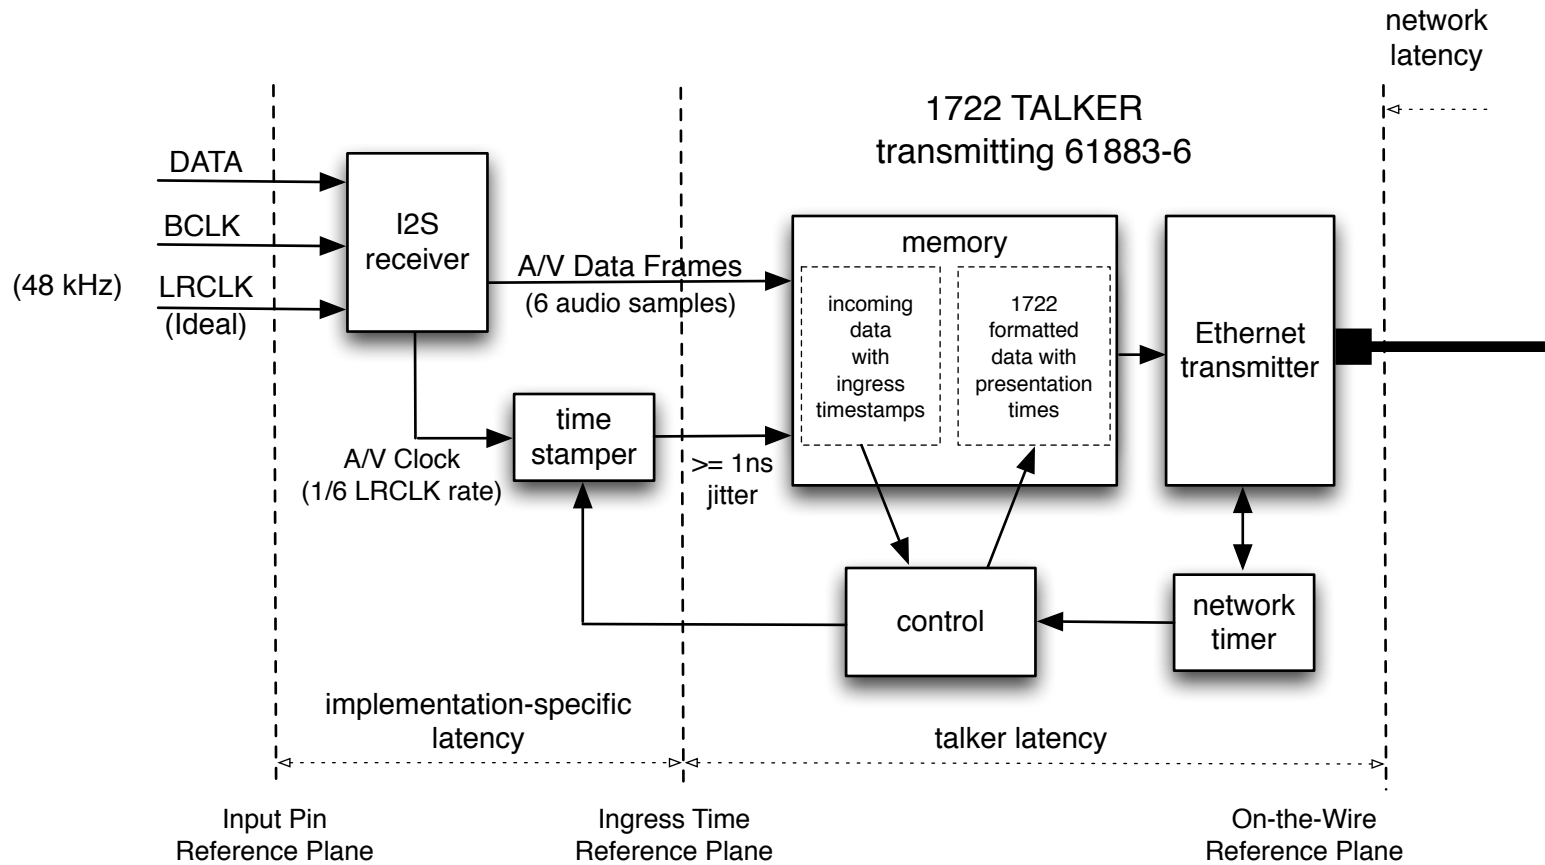 network
latency
1722 TALKER
transmitting 61883-6
DATA
BCLK
(48 kHz)
LRCLK
(Ideal)
I2S
receiver
A/V Data Frames
(6 audio samples)
A/V Clock
(1/6 LRCLK rate)
time
stamper
>= 1ns
jitter
memory
incoming
data
with
ingress
timestamps
1722
formatted
data with
presentation
times
Ethernet
transmitter
control
network
timer
implementation-specific
latency
talker latency
Input Pin
Reference Plane
Ingress Time
Reference Plane
On-the-Wire
Reference Plane